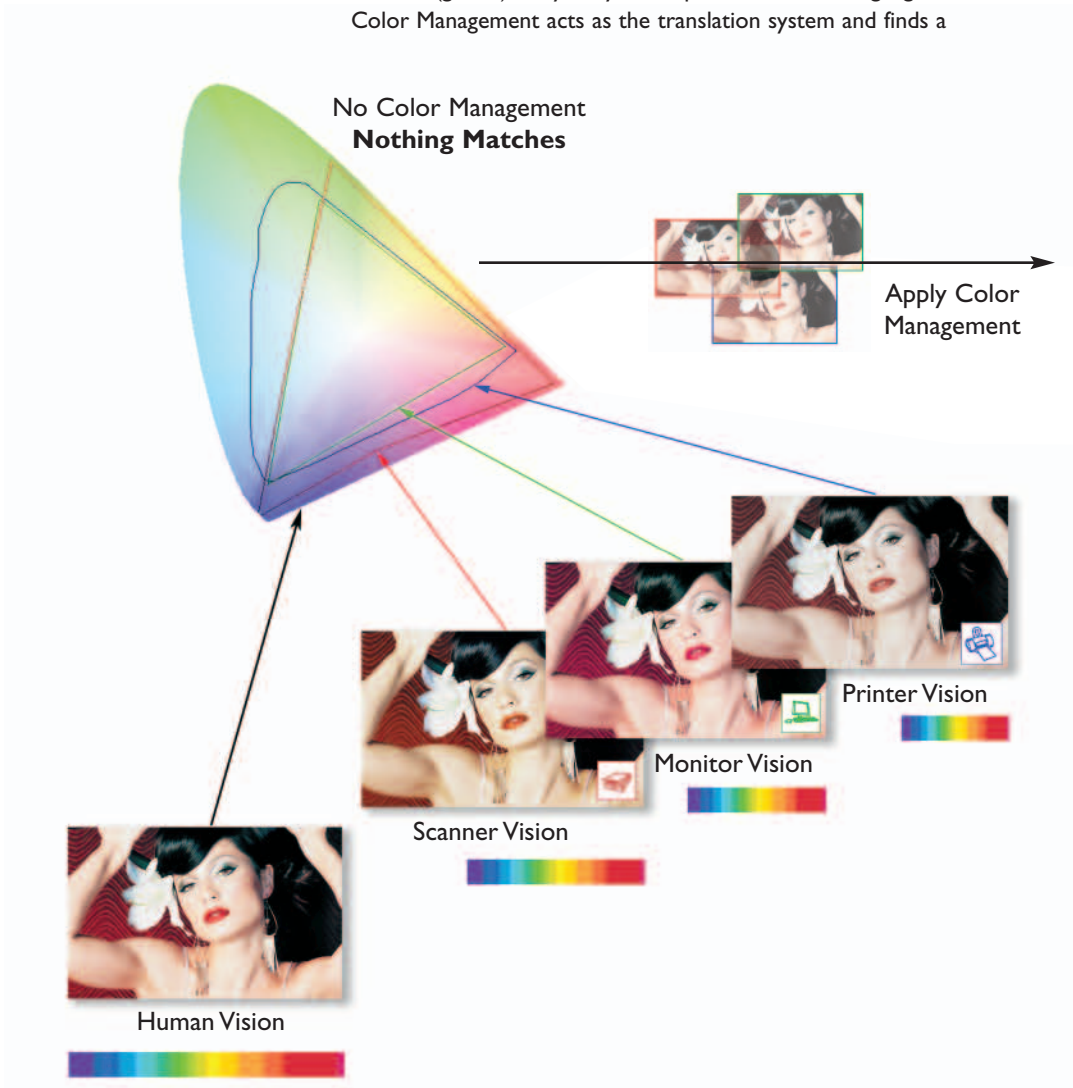 Color Management acts as the translation system and finds a
No Color Management
Nothing Matches
Apply Color
Management
Printer Vision
Monitor Vision
Scanner Vision
Human Vision